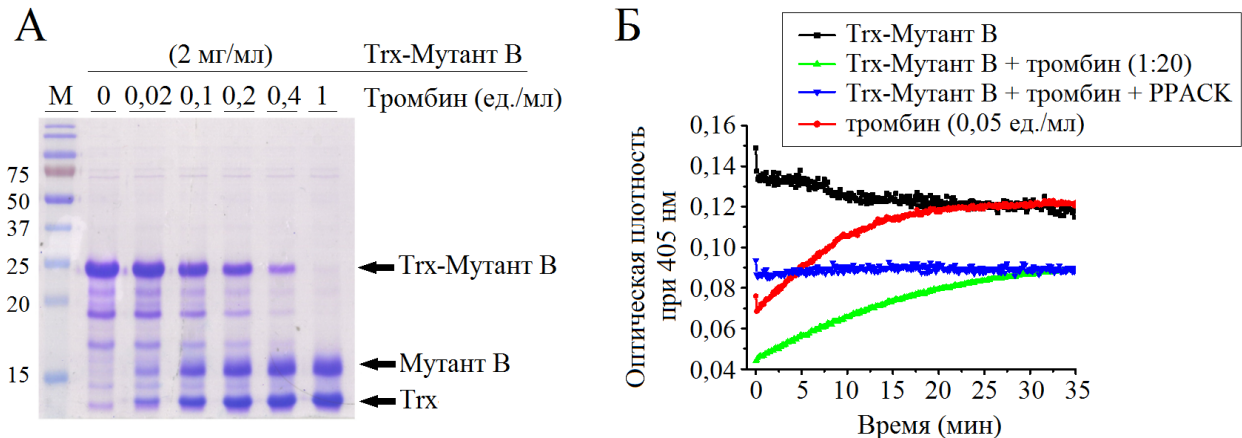 А
(2 мг/мл) Trx-Мутант B
М 0 0,02 0,1 0,2 0,4 1 Тромбин (ед./мл)
75
50
37
25
20
15
Trx-Мутант B
Мутант B
Trx
Б
Trx-Мутант B
Trx-Мутант B + тромбин (1:20)
Trx-Мутант B + тромбин + PPACK
тромбин (0,05 ед./мл)
Оптическая плотность
при 405 нм
0,16
0,14
0,12
0,10
0,08
0,06
0,04
0 5 10 15 20 25 30 35
Время (мин)